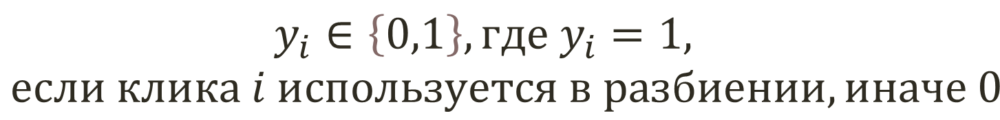 𝑦ᵢ ∈ {0,1}, где 𝑦ᵢ = 1,
если клика 𝑖 используется в разбиении, иначе 0